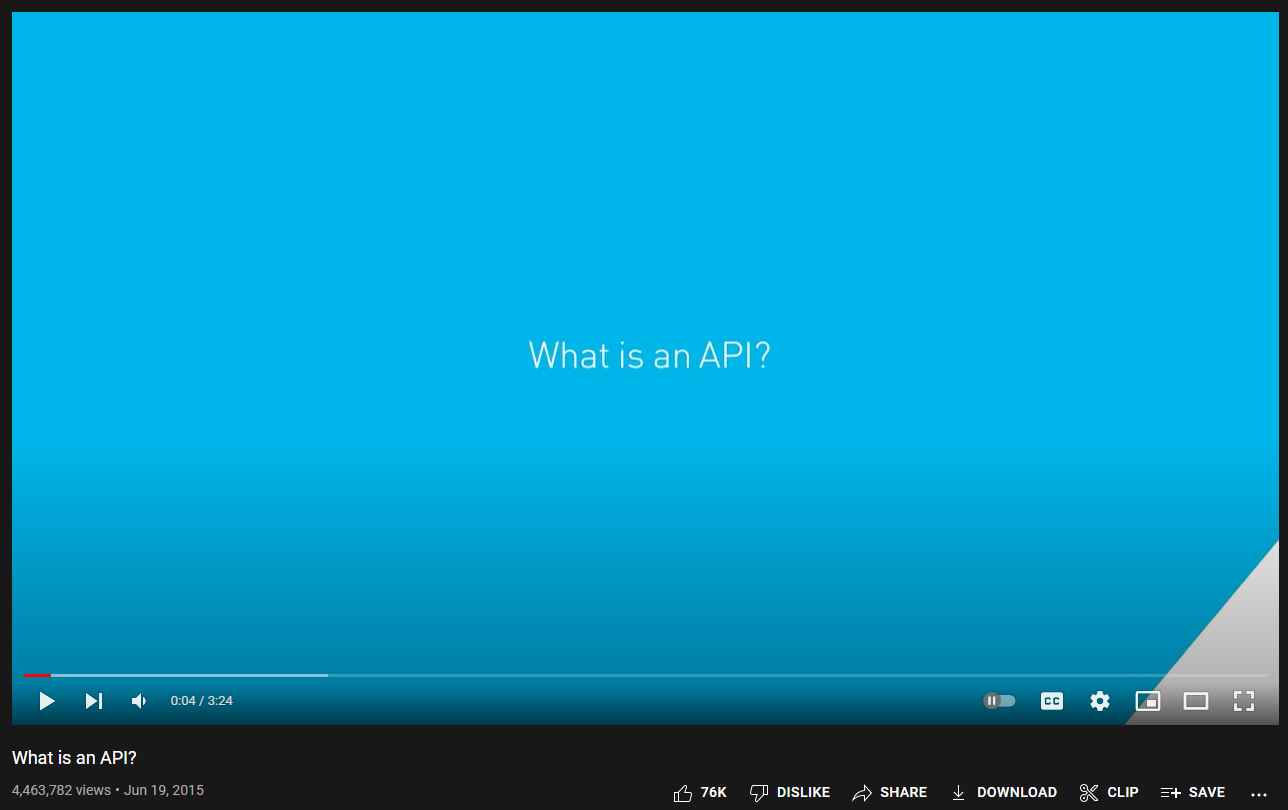 What is an API?
0:04 / 3:24
CC
What is an API?
4,463,782 views • Jun 19, 2015
76K DISLIKE SHARE DOWNLOAD CLIP SAVE